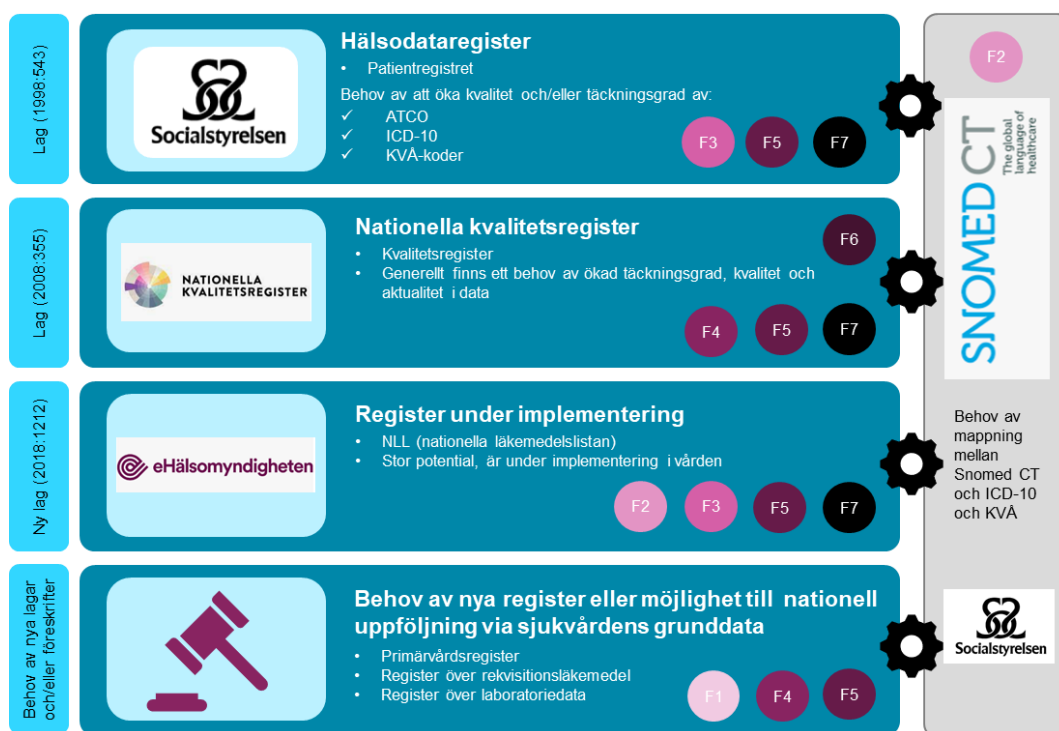 Lag (1998:543)
Socialstyrelsen
Hälsodataregister
• Patientregistret
Behov av att öka kvalitet och/eller täckningsgrad av:
✓ ATCO
✓ ICD-10
✓ KVÅ-koder
F3
F5
F7
Lag (2008:355)
NATIONELLA
KVALITETSREGISTER
Nationella kvalitetsregister
• Kvalitetsregister
• Generellt finns ett behov av ökad täckningsgrad, kvalitet och
aktualitet i data
F6
F4
F5
F7
Ny lag (2018:1212)
eHälsomyndigheten
Register under implementering
• NLL (nationella läkemedelslistan)
• Stor potential, är under implementering i vården
F2
F3
F5
F7
Behov av nya lagar
och/eller föreskrifter
Behov av nya register eller möjlighet till nationell
uppföljning via sjukvårdens grunddata
• Primärvårdsregister
• Register över rekvisitionsläkemedel
• Register över laboratoriedata
F1
F4
F5
F2
SNOMED CT
The global
language of
healthcare
Behov av
mappning
mellan
Snomed CT
och ICD-10
och KVÅ
Socialstyrelsen